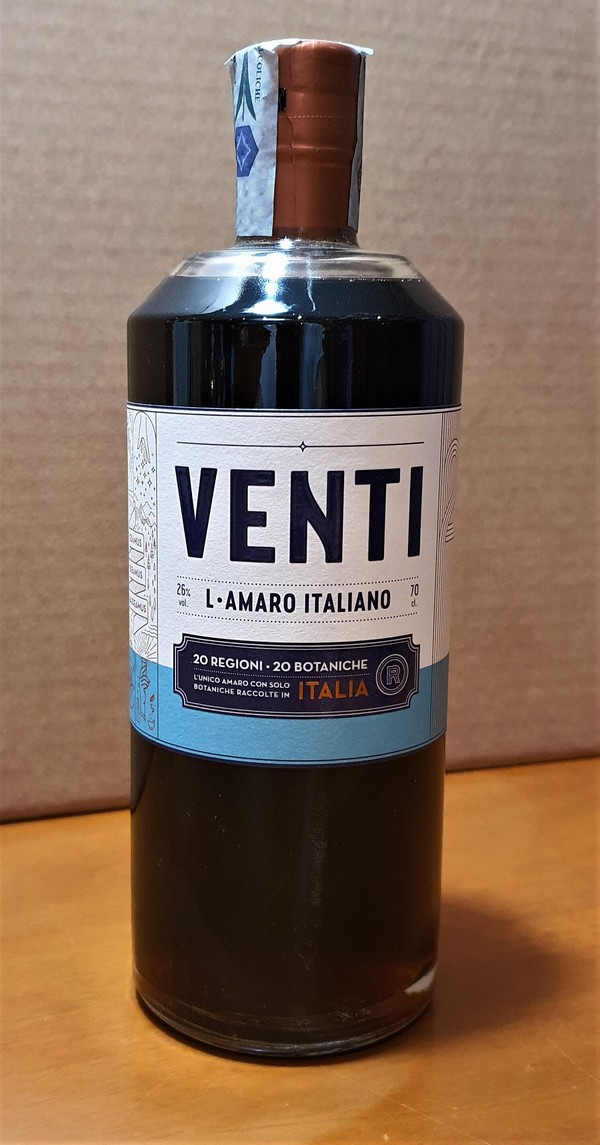 VENTI
26%
vol.
L·AMARO ITALIANO
70
cl.
20 REGIONI · 20 BOTANICHE
L'UNICO AMARO CON SOLO
BOTANICHE RACCOLTE IN
ITALIA
R